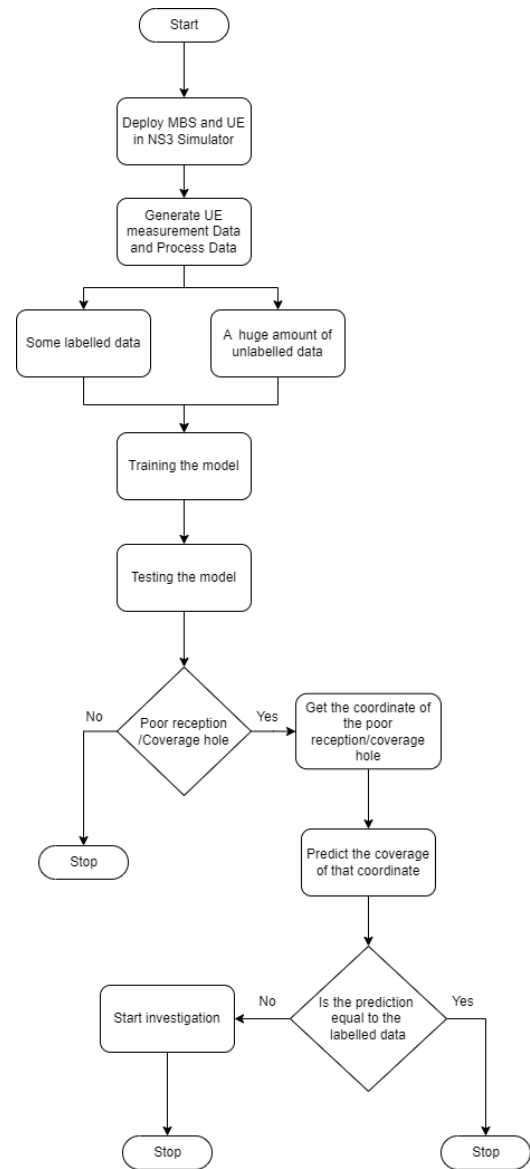 Start
Deploy MBS and UE
in NS3 Simulator
Generate UE
measurement Data
and Process Data
Some labelled data
A huge amount of
unlabelled data
Training the model
Testing the model
No
Poor reception
/Coverage hole
Yes
Get the coordinate of
the poor
reception/coverage
hole
Stop
Predict the coverage
of that coordinate
Start investigation
No
Is the prediction
equal to the
labelled data
Yes
Stop
Stop